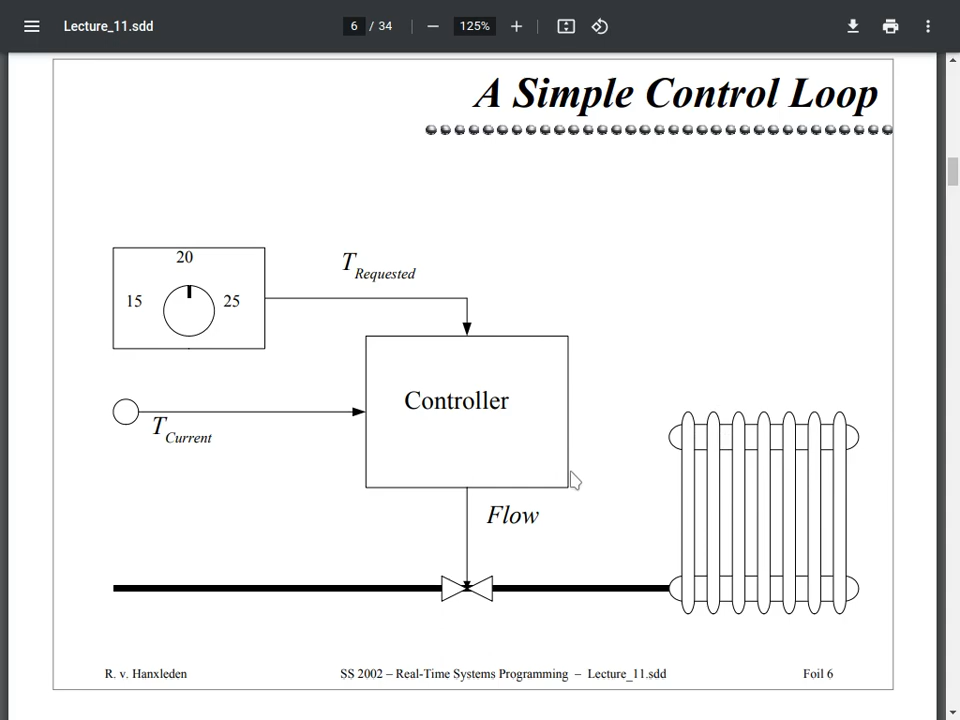 Lecture_11.sdd
6 / 34
125%
A Simple Control Loop
20
15
25
T Requested
Controller
T Current
Flow
R. v. Hanxleden
SS 2002 – Real-Time Systems Programming – Lecture_11.sdd
Foil 6